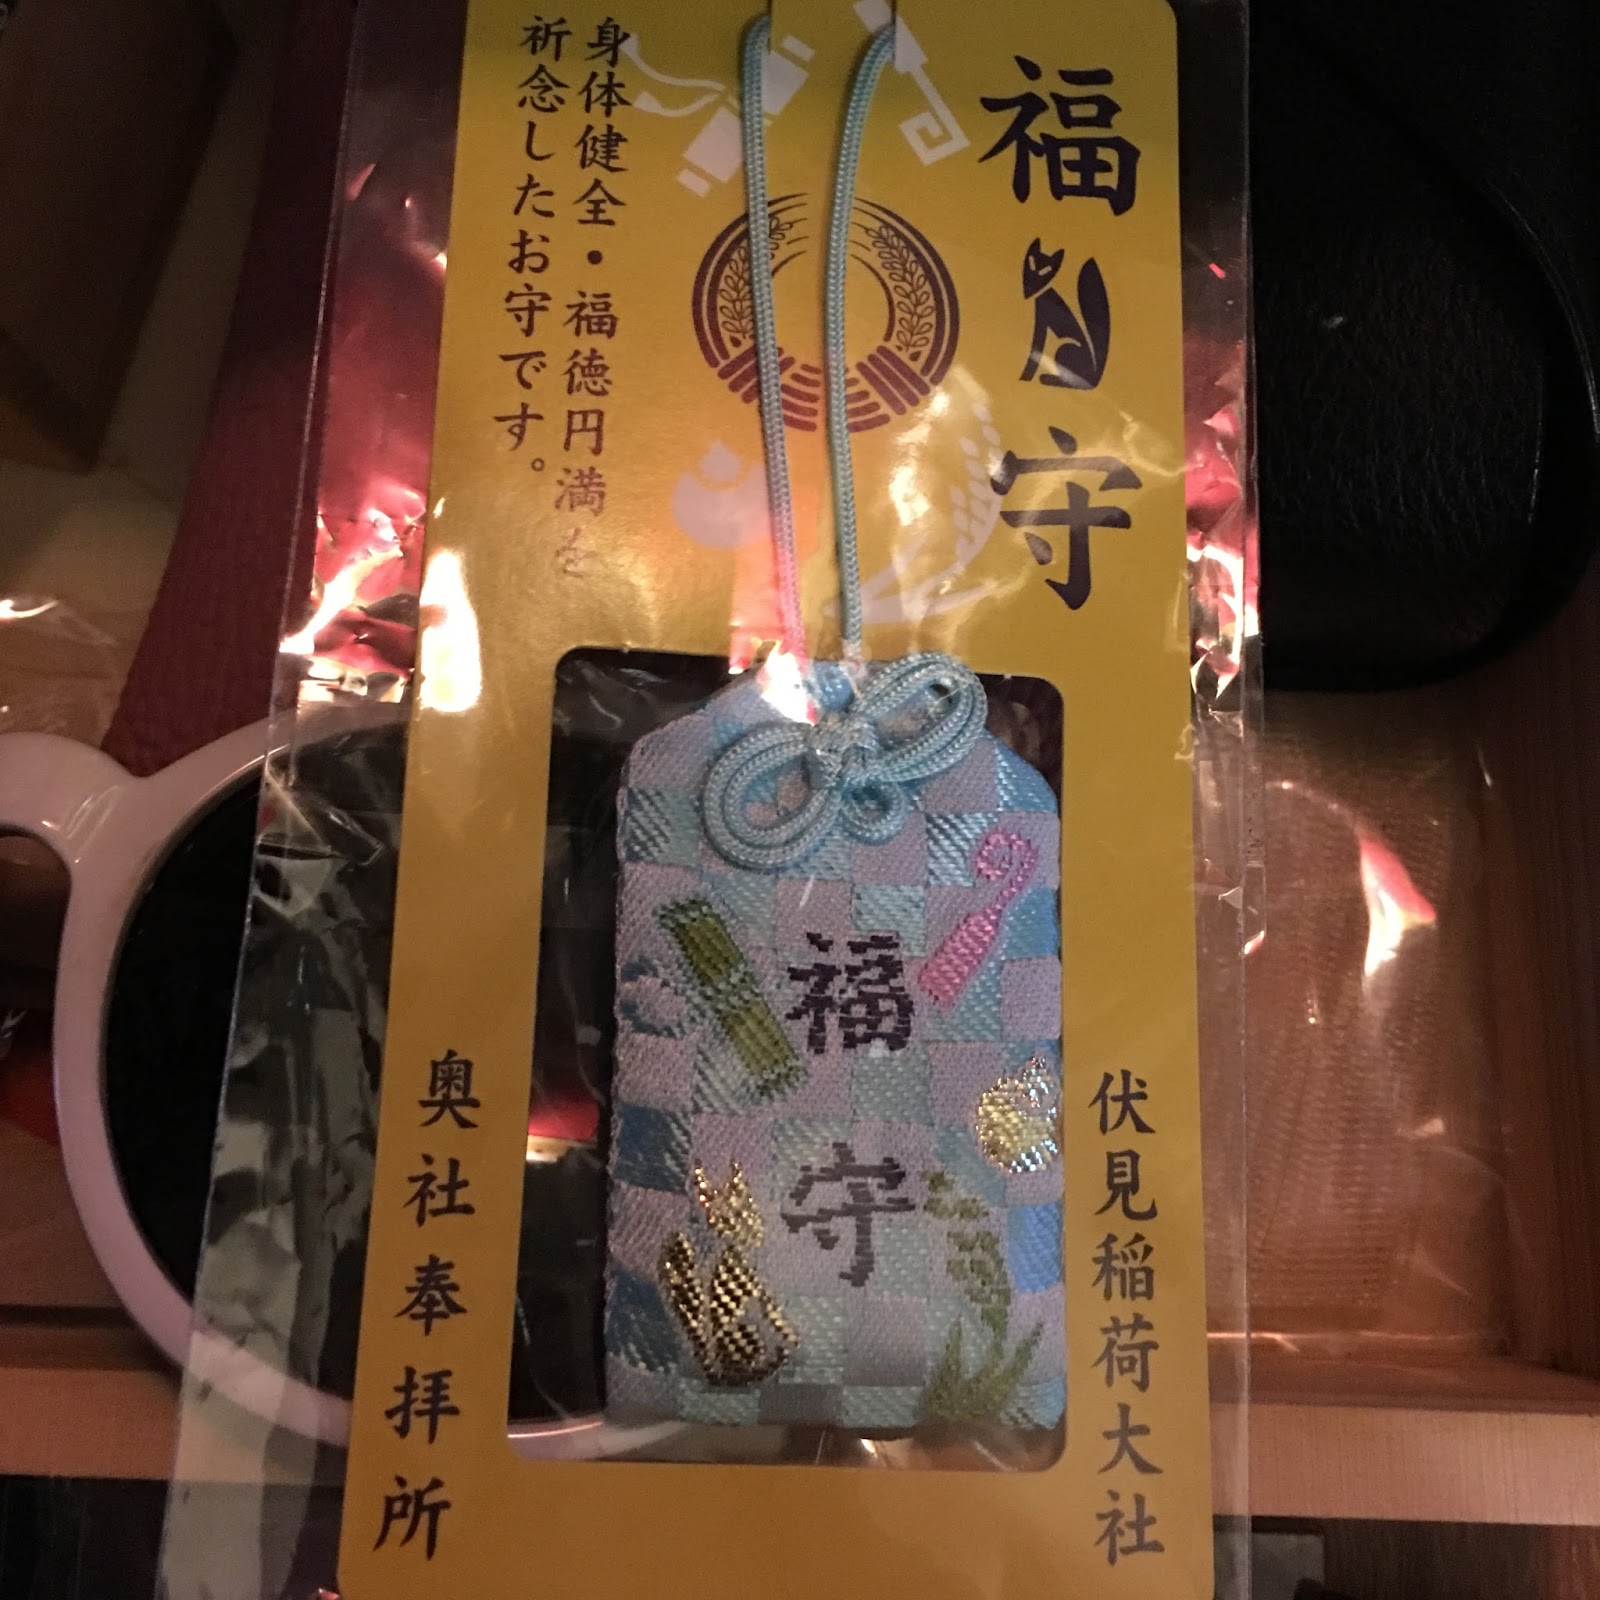 福守
身体健全・福徳円満を
祈念したお守です。
福守
伏見稲荷大社
奥社奉拝所